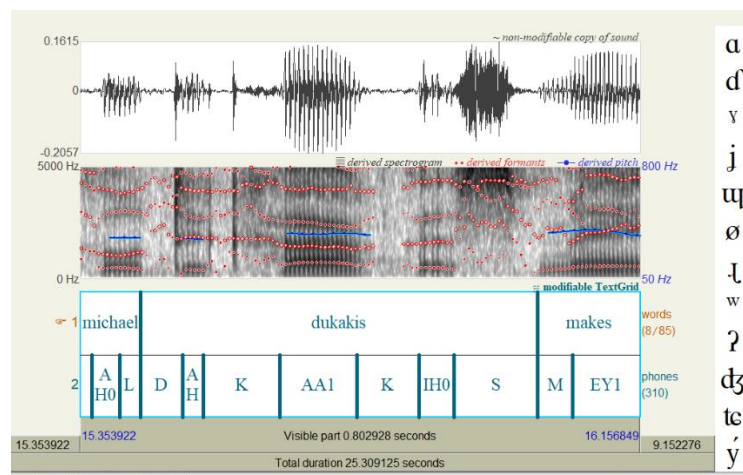 0.1615
~ non-modifiable copy of sound
0
-0.2057
5000 Hz
derived spectrogram
derived formants
derived pitch
800 Hz
0 Hz
50 Hz
modifiable TextGrid
1
michael
dukakis
makes
words
(8/85)
2
AH0
L
D
AH
K
AA1
K
IH0
S
M
EY1
phones
(310)
15.353922
Visible part 0.802928 seconds
16.156849
15.353922
9.152276
Total duration 25.309125 seconds
ɑ
ɗ
ɣ
ʝ
ɰ
ø
w
ʔ
ʤ
ʨ
ý